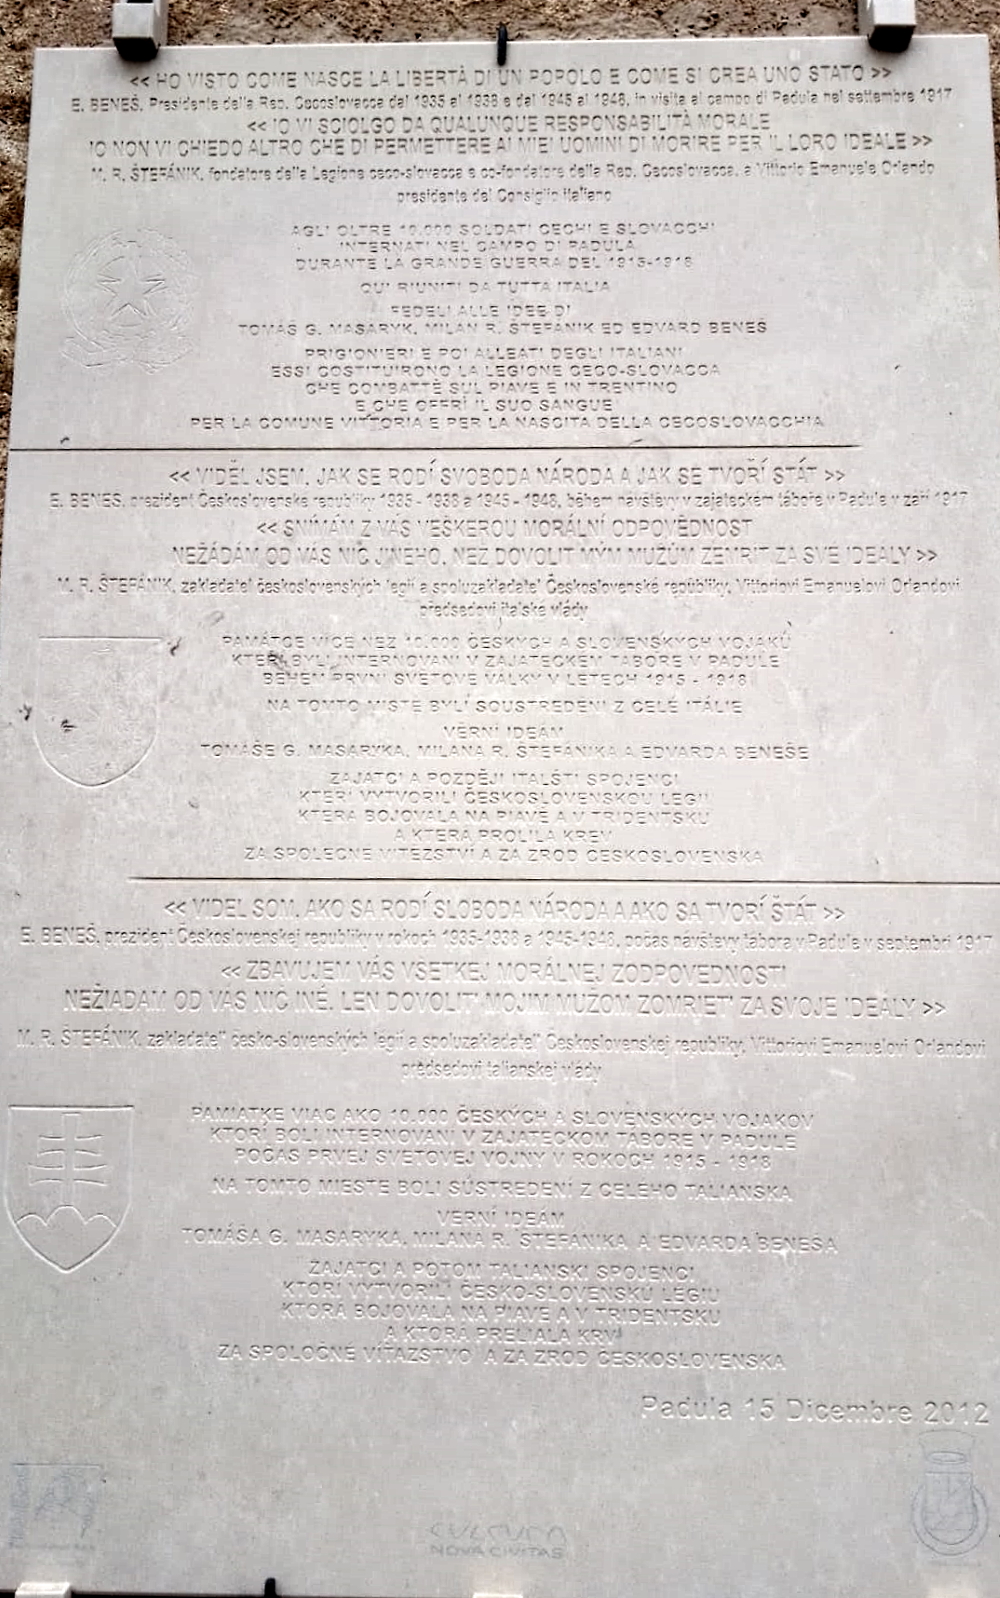 << HO VISTO COME NASCE LA LIBERTÀ DI UN POPOLO E COME SI CREA UNO STATO >>
E. BENEŠ, Presidente della Rep. Cecoslovacca dal 1935 al 1938 e dal 1945 al 1948, in visita al campo di Padula nel settembre 1917
<< IO VI SCIOLGO DA QUALUNQUE RESPONSABILITÀ MORALE
IO NON VI CHIEDO ALTRO CHE DI PERMETTERE AI MIEI UOMINI DI MORIRE PER IL LORO IDEALE >>
M. R. ŠTEFÁNIK, fondatore della Legione ceco-slovacca e co-fondatore della Rep. Cecoslovacca, a Vittorio Emanuele Orlando
presidente del Consiglio Italiano
AGLI OLTRE 10.000 SOLDATI CECHI E SLOVACCHI
INTERNATI NEL CAMPO DI PADULA
DURANTE LA GRANDE GUERRA DEL 1915-1918
QUI RIUNITI DA TUTTA ITALIA
FEDELI ALLE IDEE DI
TOMÁŠ G. MASARYK, MILAN R. ŠTEFÁNIK ED EDVARD BENEŠ
PRIGIONIERI E POI ALLEATI DEGLI ITALIANI
ESSI COSTITUIRONO LA LEGIONE CECO-SLOVACCA
CHE COMBATTÈ SUL PIAVE E IN TRENTINO
E CHE OFFRÌ IL SUO SANGUE
PER LA COMUNE VITTORIA E PER LA NASCITA DELLA CECOSLOVACCHIA
<< VIDĚL JSEM, JAK SE RODÍ SVOBODA NÁRODA A JAK SE TVOŘÍ STÁT >>
E. BENEŠ, prezident Československé republiky 1935 - 1938 a 1945 - 1948, během návštěvy v zajateckém táboře v Padule v září 1917
<< SNÍMÁM Z VÁS VEŠKEROU MORÁLNÍ ODPOVĚDNOST
NEŽÁDÁM OD VÁS NIC JINÉHO, NEŽ DOVOLIT MÝM MUŽŮM ZEMŘÍT ZA SVÉ IDEÁLY >>
M. R. ŠTEFÁNIK, zakladatel československých legií a spoluzakladatel Československé republiky, Vittoriovi Emanuelovi Orlandovi
předsedovi italské vlády
PAMÁTCE VÍCE NEŽ 10.000 ČESKÝCH A SLOVENSKÝCH VOJÁKŮ
KTEŘÍ BYLI INTERNOVÁNI V ZAJATECKÉM TÁBOŘE V PADULE
BĚHEM PRVNÍ SVĚTOVÉ VÁLKY V LETECH 1915 - 1918
NA TOMTO MÍSTĚ BYLI SOUSTŘEDĚNI Z CELÉ ITÁLIE
VĚRNI IDEÁM
TOMÁŠE G. MASARYKA, MILANA R. ŠTEFÁNIKA A EDVARDA BENEŠE
ZAJATCI A POZDĚJI ITALŠTÍ SPOJENCI
KTEŘÍ VYTVOŘILI ČESKOSLOVENSKOU LEGII
KTERÁ BOJOVALA NA PIAVĚ A V TRIDENTSKU
A KTERÁ PROLILA KREV
ZA SPOLEČNÉ VÍTĚZSTVÍ A ZA ZROD ČESKOSLOVENSKA
<< VIDEL SOM, AKO SA RODÍ SLOBODA NÁRODA A AKO SA TVORÍ ŠTÁT >>
E. BENEŠ, prezident Československej republiky v rokoch 1935-1938 a 1945-1948, počas návštevy tábora v Padule v septembri 1917
<< ZBAVUJEM VÁS VŠETKEJ MORÁLNEJ ZODPOVEDNOSTI
NEŽIADAM OD VÁS NIČ INÉ, LEN DOVOLIŤ MOJIM MUŽOM ZOMRIEŤ ZA SVOJE IDEÁLY >>
M. R. ŠTEFÁNIK, zakladateľ česko-slovenských légií a spoluzakladateľ Československej republiky, Vittoriovi Emanuelovi Orlandovi
predsedovi talianskej vlády
PAMIATKE VIAC AKO 10.000 ČESKÝCH A SLOVENSKÝCH VOJAKOV
KTORÍ BOLI INTERNOVANÍ V ZAJATECKOM TÁBORE V PADULE
POČAS PRVEJ SVETOVEJ VOJNY V ROKOCH 1915 - 1918
NA TOMTO MIESTE BOLI SÚSTREDENÍ Z CELÉHO TALIANSKA
VERNÍ IDEÁM
TOMÁŠA G. MASARYKA, MILANA R. ŠTEFÁNIKA A EDVARDA BENEŠA
ZAJATCI A POTOM TALIANSKI SPOJENCI
KTORÍ VYTVORILI ČESKO-SLOVENSKÚ LÉGIU
KTORÁ BOJOVALA NA PIAVE A V TRIDENTSKU
A KTORÁ PRELIALA KRV
ZA SPOLOČNÉ VÍŤAZSTVO A ZA ZROD ČESKOSLOVENSKA
Padula 15 Dicembre 2012
CULTURA
NOVA CIVITAS